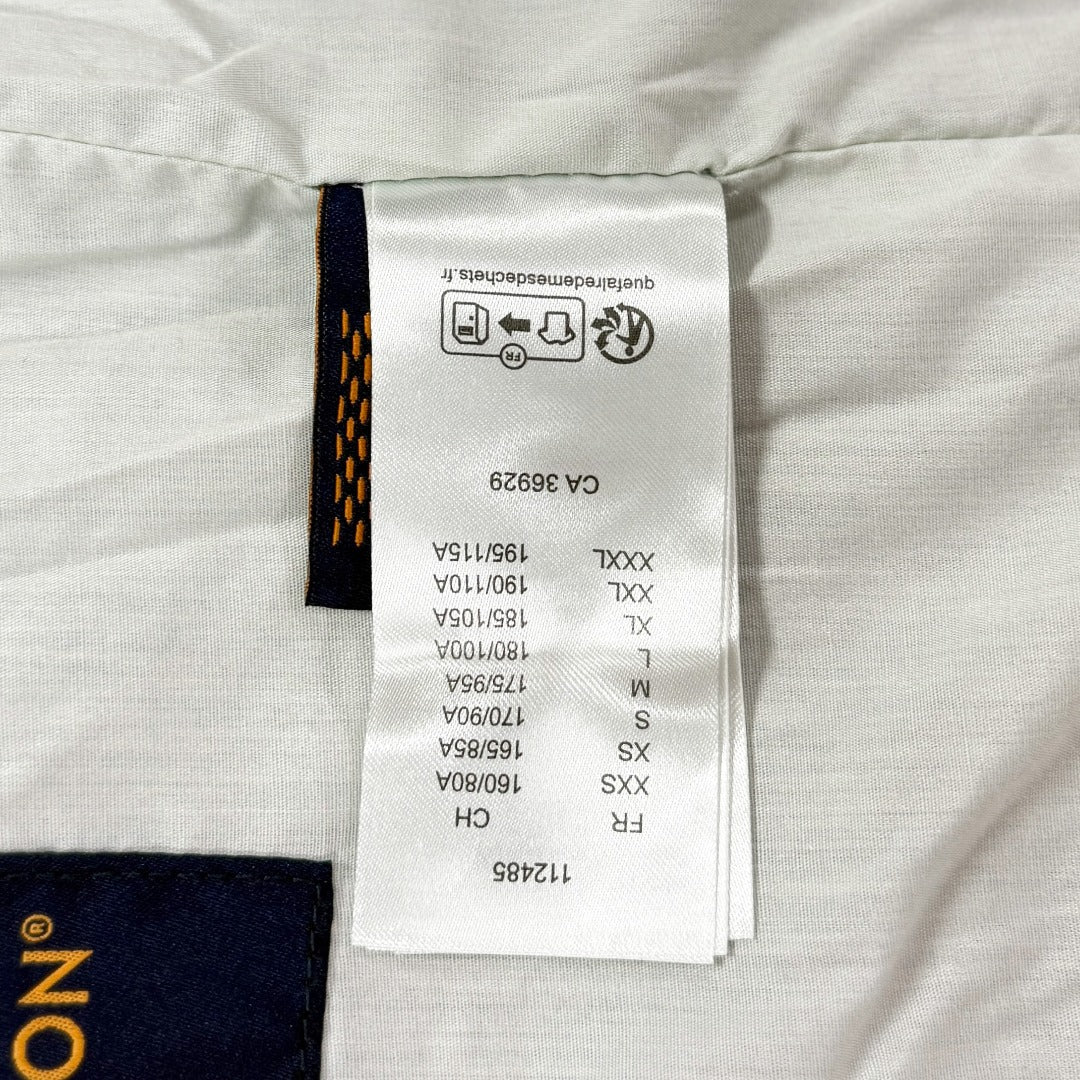 112485
FR CH
XXS 160/80A
XS 165/85A
S 170/90A
M 175/95A
L 180/100A
XL 185/105A
XXL 190/110A
XXXL 195/115A
CA 36929
FR
quefairedemesdechets.fr
ON®